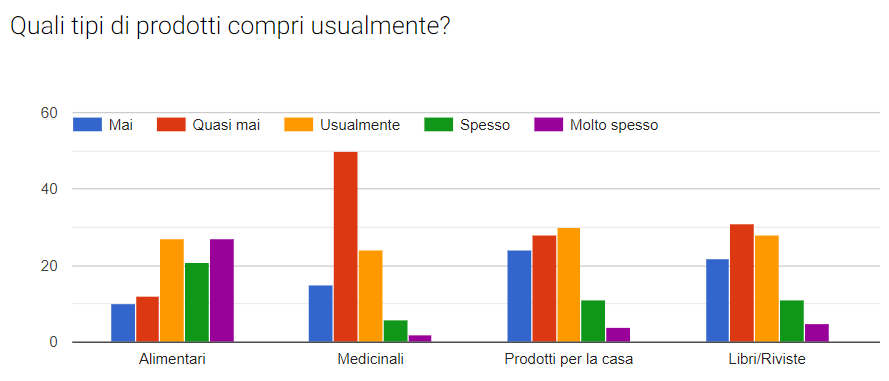 Quali tipi di prodotti compri usualmente?
60
Mai Quasi mai Usualmente Spesso Molto spesso
40
20
0
Alimentari Medicinali Prodotti per la casa Libri/Riviste